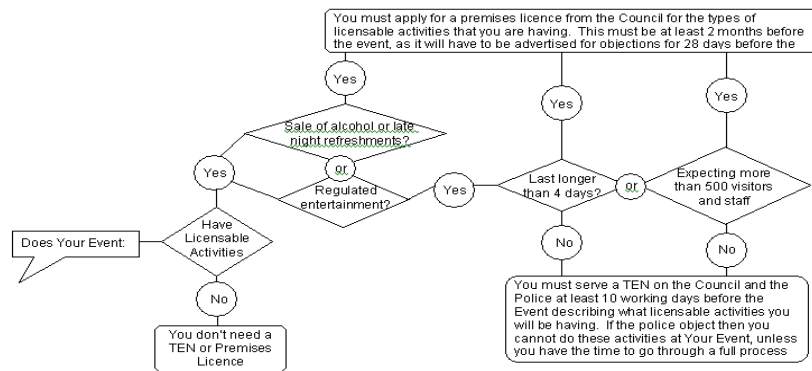 You must apply for a premises licence from the Council for the types of
licensable activities that you are having. This must be at least 2 months before
the event, as it will have to be advertised for objections for 28 days before the
Yes
Yes
Yes
Sale of alcohol or late
night refreshments?
or
Yes
Regulated
entertainment?
Yes
Last longer
than 4 days?
or
Expecting more
than 500 visitors
and staff
Does Your Event:
Have
Licensable
Activities
No
No
No
You don't need a
TEN or Premises
Licence
You must serve a TEN on the Council and the
Police at least 10 working days before the
Event describing what licensable activities you
will be having. If the police object then you
cannot do these activities at Your Event, unless
you have the time to go through a full process